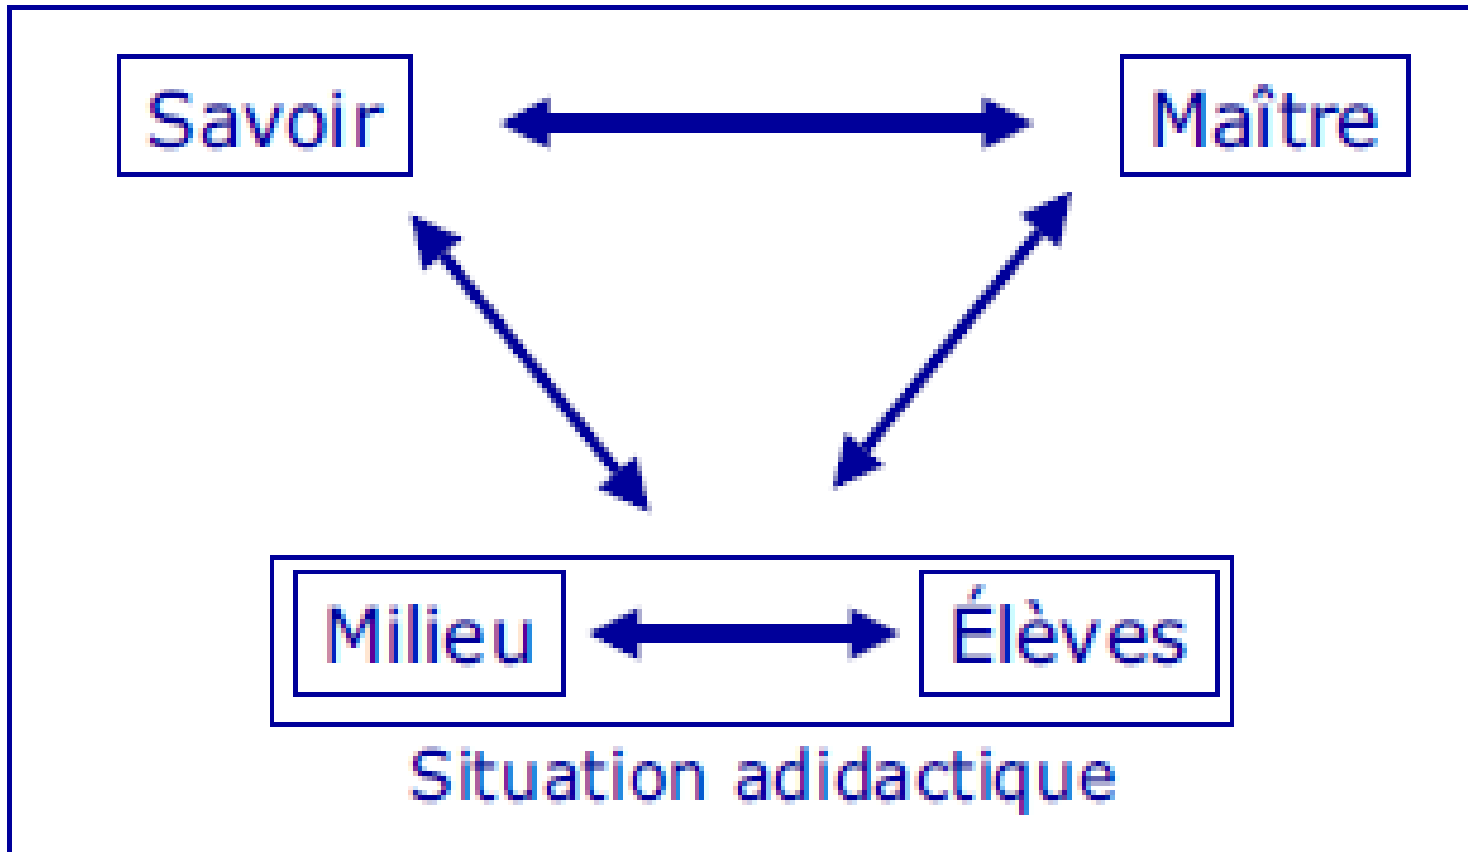 Savoir
Maître
Milieu
Élèves
Situation adidactique